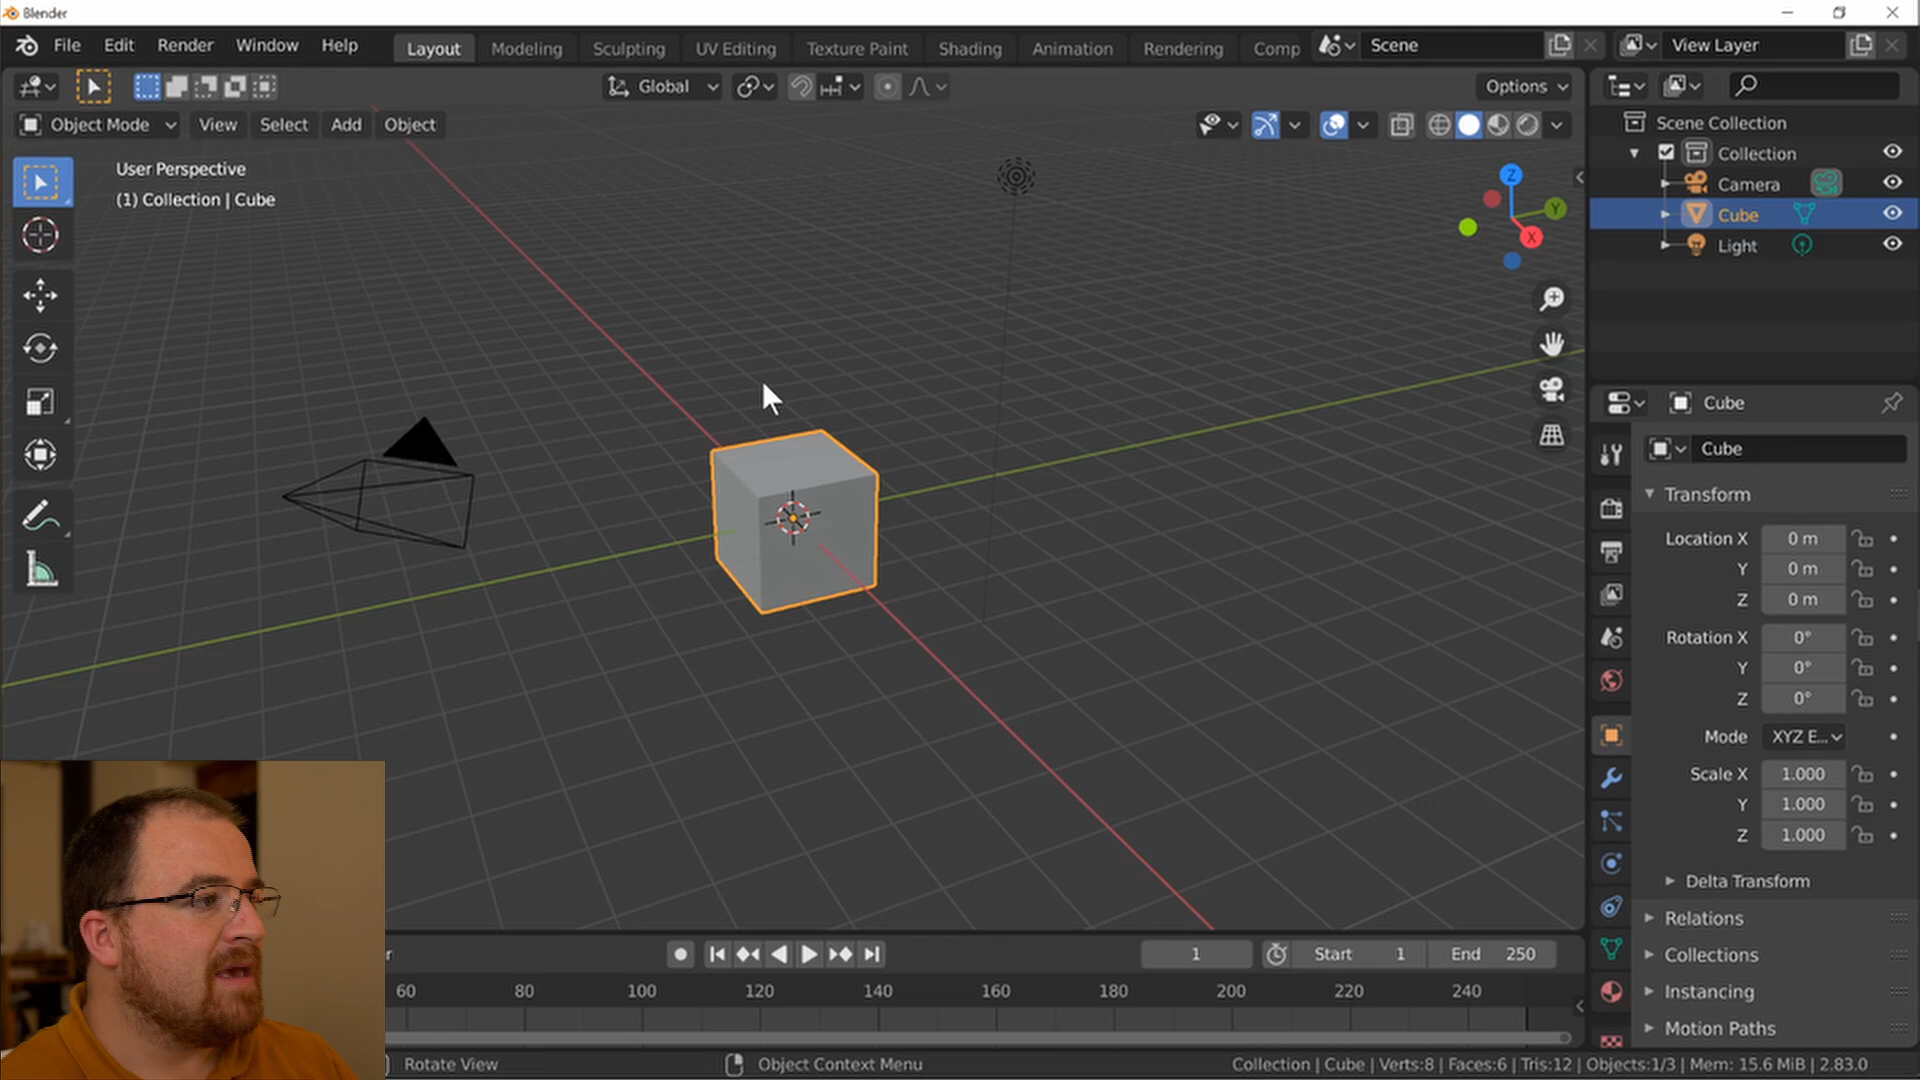 Blender
File Edit Render Window Help Layout Modeling Sculpting UV Editing Texture Paint Shading Animation Rendering Comp Scene View Layer
Global Options
Object Mode View Select Add Object
User Perspective
(1) Collection | Cube
Z
Y
X
Scene Collection
Collection
Camera
Cube
Light
Cube
Cube
Transform
Location X 0 m
Y 0 m
Z 0 m
Rotation X 0°
Y 0°
Z 0°
Mode XYZ E...
Scale X 1.000
Y 1.000
Z 1.000
Delta Transform
Relations
Collections
Instancing
Motion Paths
r 1 Start 1 End 250
60 80 100 120 140 160 180 200 220 240
Rotate View Object Context Menu Collection | Cube | Verts:8 | Faces:6 | Tris:12 | Objects:1/3 | Mem: 15.6 MiB | 2.83.0